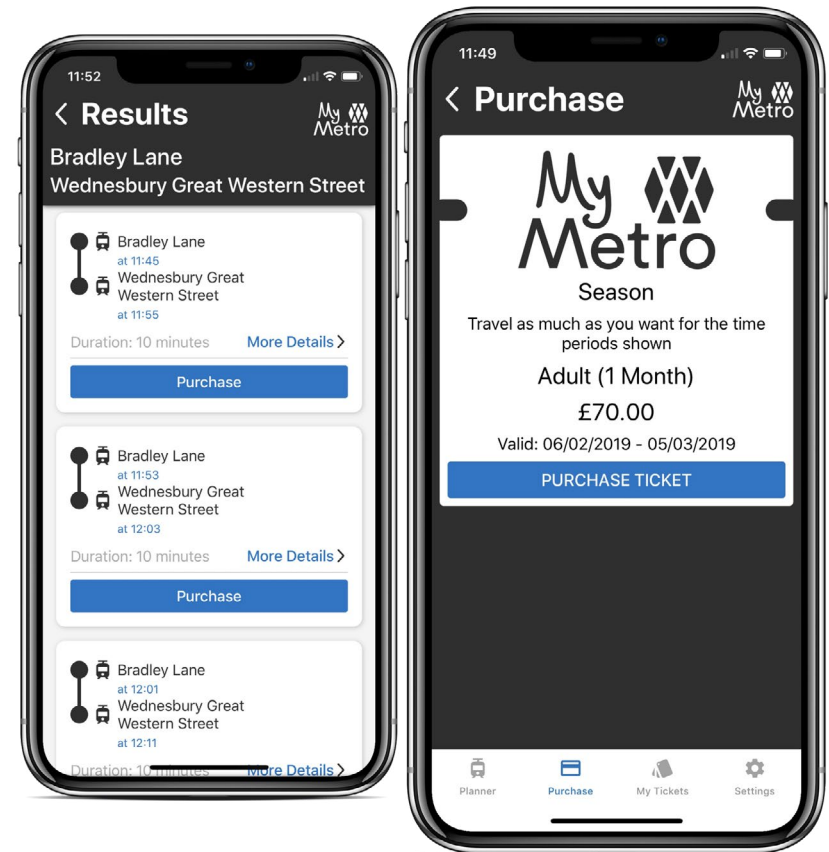 11:52
Results
My
Metro
Bradley Lane
Wednesbury Great Western Street
Bradley Lane
at 11:45
Wednesbury Great
Western Street
at 11:55
Duration: 10 minutes More Details
Purchase
Bradley Lane
at 11:53
Wednesbury Great
Western Street
at 12:03
Duration: 10 minutes More Details
Purchase
Bradley Lane
at 12:01
Wednesbury Great
Western Street
at 12:11
Duration: 10 minutes More Details
11:49
Purchase
My
Metro
My
Metro
Season
Travel as much as you want for the time
periods shown
Adult (1 Month)
£70.00
Valid: 06/02/2019 - 05/03/2019
PURCHASE TICKET
Planner Purchase My Tickets Settings